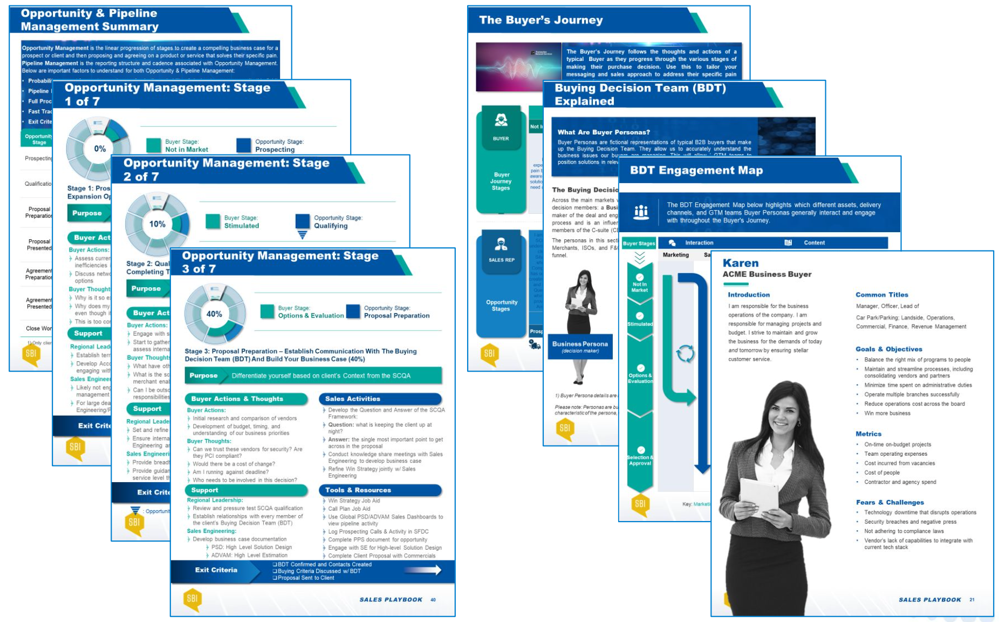 Opportunity & Pipeline
Management Summary
Opportunity Management is the linear progression of stages to create a compelling business case for a
prospect or client and then proposing and agreeing on a product or service that solves their specific pain.
Pipeline Management is the reporting structure and cadence associated with Opportunity Management.
Below are important factors to understand for both Opportunity & Pipeline Management:
Pipeline
Full Proc
Fast Trac
Exit Crite
Opportunity
Stage
Prospecting
Qualificatio
Proposal
Preparation
Proposal
Presented
Agreement
Preparation
Agreement
Presented
Close Wor
1) Only clien
SBI
Opportunity Management: Stage
1 of 7
0%
Buyer Stage:
Not in Market
Opportunity Stage:
Prospecting
Stage 1: Pros
Expansion Op
Purpose
Buyer Act
Buyer Actions:
Assess curren
inefficiencies
Discuss netwo
options
Buyer Thought
Why is it so e
Why does my
even though i
This is too co
Support
Regional Lead
Establish terr
Develop Acco
engaging with
Sales Engineer
Likely not eng
management
For large dea
Engineering/F
Exit Crite
SBI
Opportunity Management: Stage
2 of 7
10%
Buyer Stage:
Stimulated
Opportunity Stage:
Qualifying
Stage 2: Qual
Completing T
Purpose
Buyer Act
Buyer Actions:
Engage with s
Start to gather
assess interna
Buyer Thoughts
What have oth
What is the sc
merchant enab
Can I be outso
responsibilities
Support
Regional Leade
Set and refine
Ensure interna
Engineering an
Sales Engineeri
Provide breadt
Provide guidan
service level th
Exit Crite
: Opportunit
SBI
Opportunity Management: Stage
3 of 7
40%
Buyer Stage:
Options & Evaluation
Opportunity Stage:
Proposal Preparation
Stage 3: Proposal Preparation – Establish Communication With The Buying
Decision Team (BDT) And Build Your Business Case (40%)
Purpose
Differentiate yourself based on client's Context from the SCQA
Buyer Actions & Thoughts
Buyer Actions:
Initial research and comparison of vendors
Development of budget, timing, and
understanding of our business priorities
Buyer Thoughts:
Can we trust these vendors for security? Are
they PCI compliant?
Would there be a cost of change?
Am I running against deadline?
Who needs to be involved in this decision?
Support
Regional Leadership:
Review and pressure test SCQA qualification
Establish relationships with every member of
the client's Buying Decision Team (BDT)
Sales Engineering:
Develop business case documentation
PSD: High Level Solution Design
ADVAM: High Level Estimation
Sales Activities
Develop the Question and Answer of the SCQA
Framework:
Question: what is keeping the client up at
night?
Answer: the single most important point to get
across in the proposal
Conduct knowledge share meetings with Sales
Engineering to develop business case
Refine Win Strategy jointly w/ Sales
Engineering
Tools & Resources
Win Strategy Job Aid
Call Plan Job Aid
Use Global PSD/ADVAM Sales Dashboards to
view pipeline activity
Log Prospecting Calls & Activity in SFDC
Complete PPS document for opportunity
Engage with SE for High-level Solution Design
Complete Client Proposal with Commercials
Exit Criteria
BDT Confirmed and Contacts Created
Buying Criteria Discussed w/ BDT
Proposal Sent to Client
SBI
SALES PLAYBOOK 40
The Buyer's Journey
The Buyer's Journey follows the thoughts and actions of a
typical Buyer as they progress through the various stages of
making their purchase decision. Use this to tailor your
messaging and sales approach to address their specific pain
BUYER
Not I
Buyer
Journey
Stages
expe
pain b
aware
solutio
need a
SALES REP
Opportunity
Stages
Prosp
SBI
Buying Decision Team (BDT)
Explained
What Are Buyer Personas?
Buyer Personas are fictional representations of typical B2B buyers that make
up the Buying Decision Team. They allow us to accurately understand the
business issues our buyers are managing. This will allow ' GTM teams to
position solutions in relev
The Buying Decisio
Across the main markets
decision members: a Busi
maker of the deal and eng
process and is an influen
members of the C-suite (CE
The personas in this secti
Merchants, ISOs, and F&
funnel.
Business Persona
(decision maker)
1) Buyer Persona details are
Please note: Personas are bu
characteristic of the persona,
SBI
BDT Engagement Map
The BDT Engagement Map below highlights which different assets, delivery
channels, and GTM teams Buyer Personas generally interact and engage
with throughout the Buyer's Journey.
Buyer Stages
Interaction
Content
Marketing
Sa
Not In
Market
Stimulated
Options &
Evaluation
Selection &
Approval
Key: Marketi
SBI
Karen
ACME Business Buyer
Introduction
I am responsible for the business
operations of the company. I am
responsible for managing projects and
budget. I strive to maintain and grow
the business for the demands of today
and tomorrow by ensuring stellar
customer service.
Common Titles
Manager, Officer, Lead of
Car Park/Parking; Landside, Operations,
Commercial, Finance, Revenue Management
Goals & Objectives
Balance the right mix of programs to people
Maintain and streamline processes, including
consolidating vendors and partners
Minimize time spent on administrative duties
Operate multiple branches successfully
Reduce operations cost across the board
Win more business
Metrics
On-time on-budget projects
Team operating expenses
Cost incurred from vacancies
Cost of people
Contractor and agency spend
Fears & Challenges
Technology downtime that disrupts operations
Security breaches and negative press
Not adhering to compliance laws
Vendor's lack of capabilities to integrate with
current tech stack
SALES PLAYBOOK 21